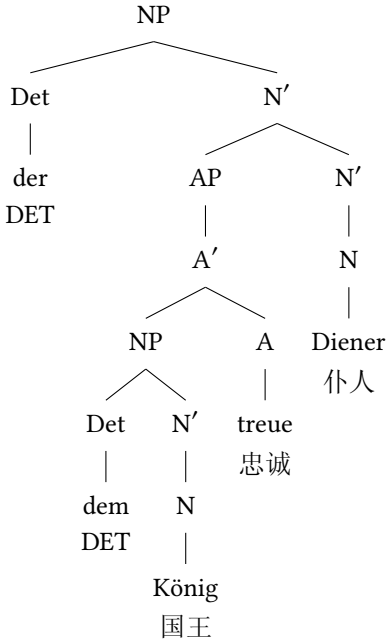 NP
Det N′
der AP N′
DET
A′ N
NP A Diener
仆人
Det N′ treue
忠诚
dem N
DET
König
国王